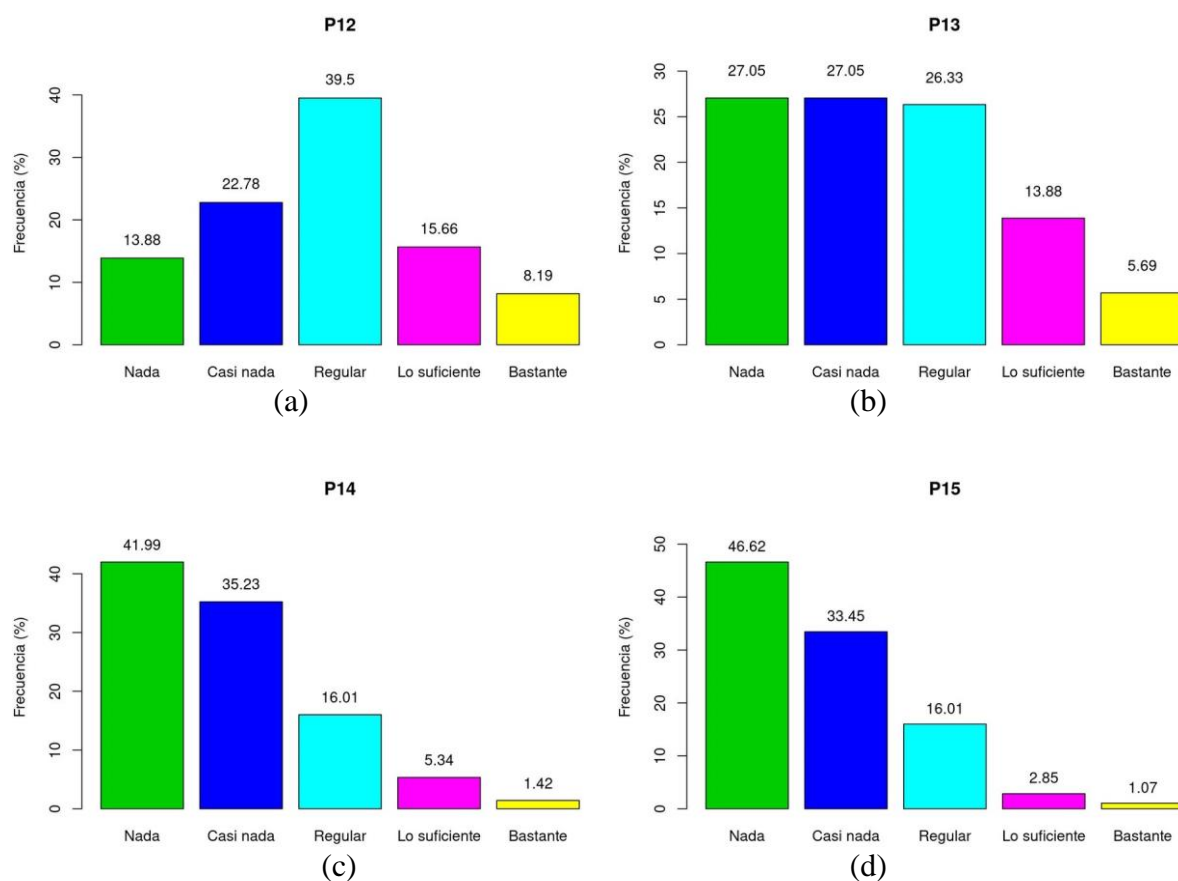 P12
Frecuencia (%)
0
10
20
30
40
13.88
22.78
39.5
15.66
8.19
Nada
Casi nada
Regular
Lo suficiente
Bastante
(a)
P13
Frecuencia (%)
0
5
10
15
20
25
30
27.05
27.05
26.33
13.88
5.69
Nada
Casi nada
Regular
Lo suficiente
Bastante
(b)
P14
Frecuencia (%)
0
10
20
30
40
41.99
35.23
16.01
5.34
1.42
Nada
Casi nada
Regular
Lo suficiente
Bastante
(c)
P15
Frecuencia (%)
0
10
20
30
40
50
46.62
33.45
16.01
2.85
1.07
Nada
Casi nada
Regular
Lo suficiente
Bastante
(d)